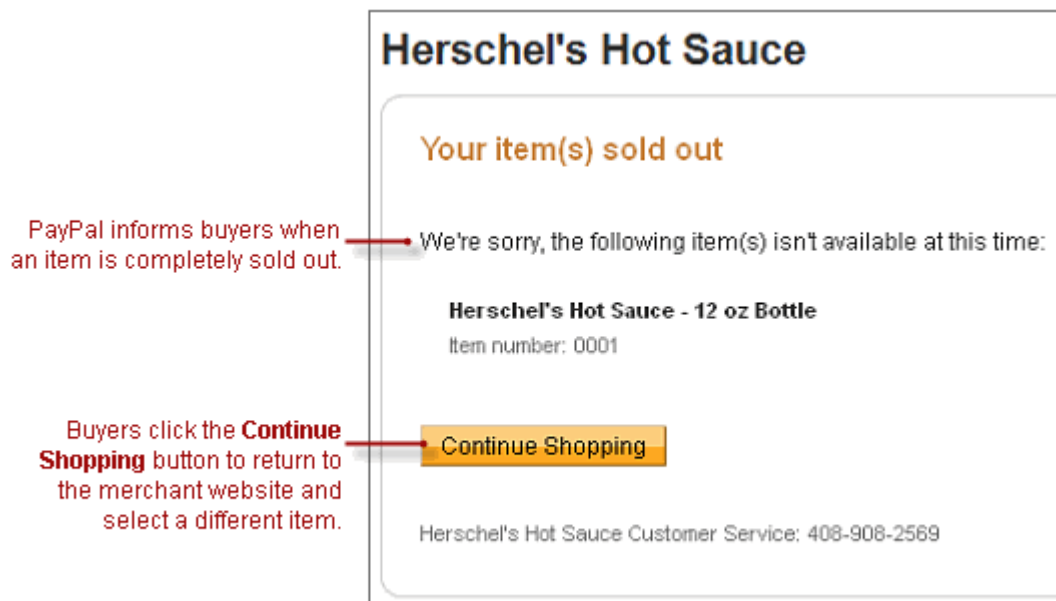 Herschel's Hot Sauce
Your item(s) sold out
PayPal informs buyers when
an item is completely sold out.
We're sorry, the following item(s) isn't available at this time:
Herschel's Hot Sauce - 12 oz Bottle
Item number: 0001
Buyers click the Continue
Shopping button to return to
the merchant website and
select a different item.
Continue Shopping
Herschel's Hot Sauce Customer Service: 408-908-2569